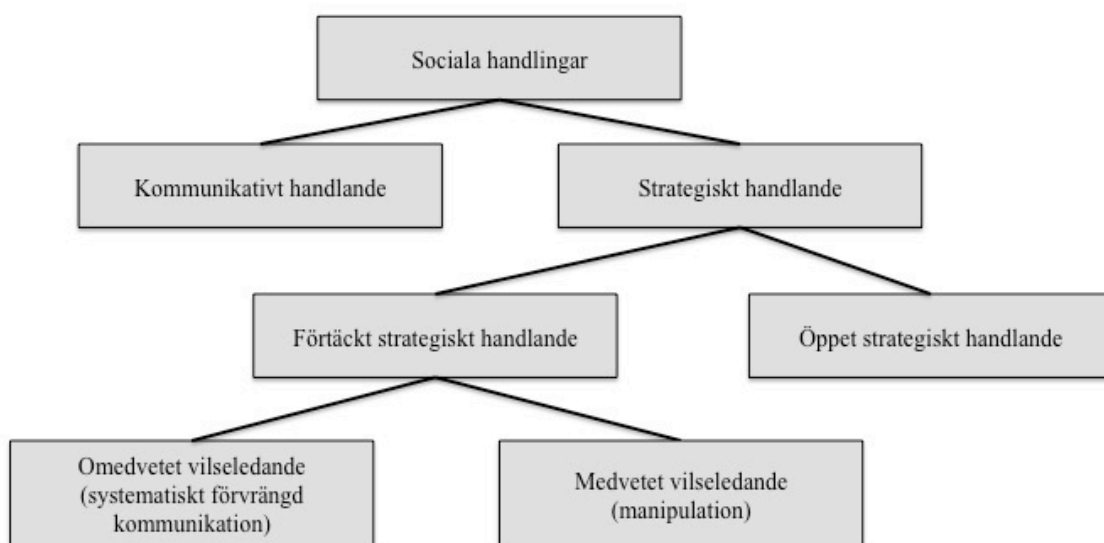 Sociala handlingar
Kommunikativt handlande
Strategiskt handlande
Förtäckt strategiskt handlande
Öppet strategiskt handlande
Omedvetet vilseledande
(systematiskt förvrängd
kommunikation)
Medvetet vilseledande
(manipulation)